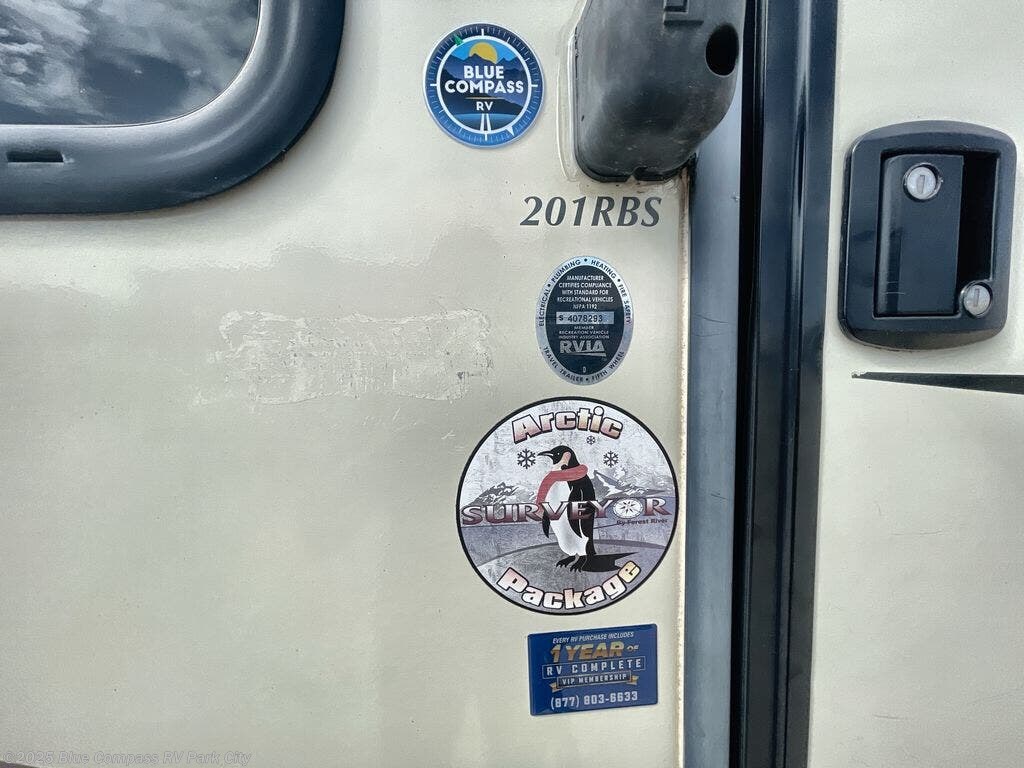 BLUE
COMPASS
RV
201RBS
ELECTRICAL • PLUMBING • HEATING • FIRE SAFETY
MANUFACTURER
CERTIFIES COMPLIANCE
WITH STANDARD FOR
RECREATIONAL VEHICLES
NFPA 1192
S 4078293
MEMBER
RECREATION VEHICLE
INDUSTRY ASSOCIATION
RVIA
D
TRAVEL TRAILER • FIFTH WHEEL
Arctic
SURVEYOR
By Forest River
Package
EVERY RV PURCHASE INCLUDES
1 YEAR OF
RV COMPLETE
VIP MEMBERSHIP
(877) 803-6633
©2025 Blue Compass RV Park City